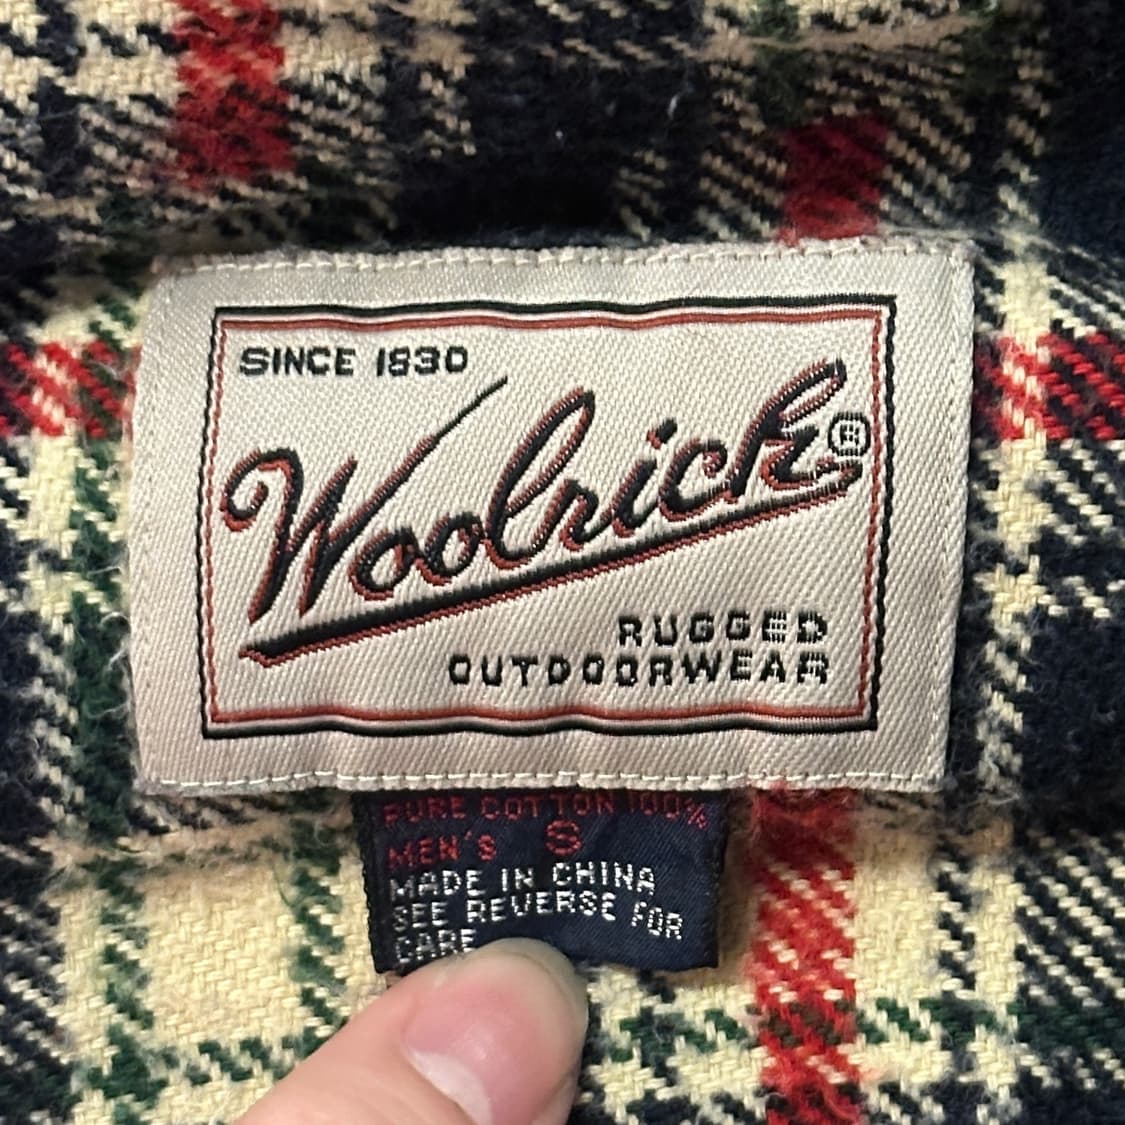 SINCE 1830
Woolrich®
RUGGED
OUTDOORWEAR
PURE COTTON 100%
MEN'S S
MADE IN CHINA
SEE REVERSE FOR
CARE